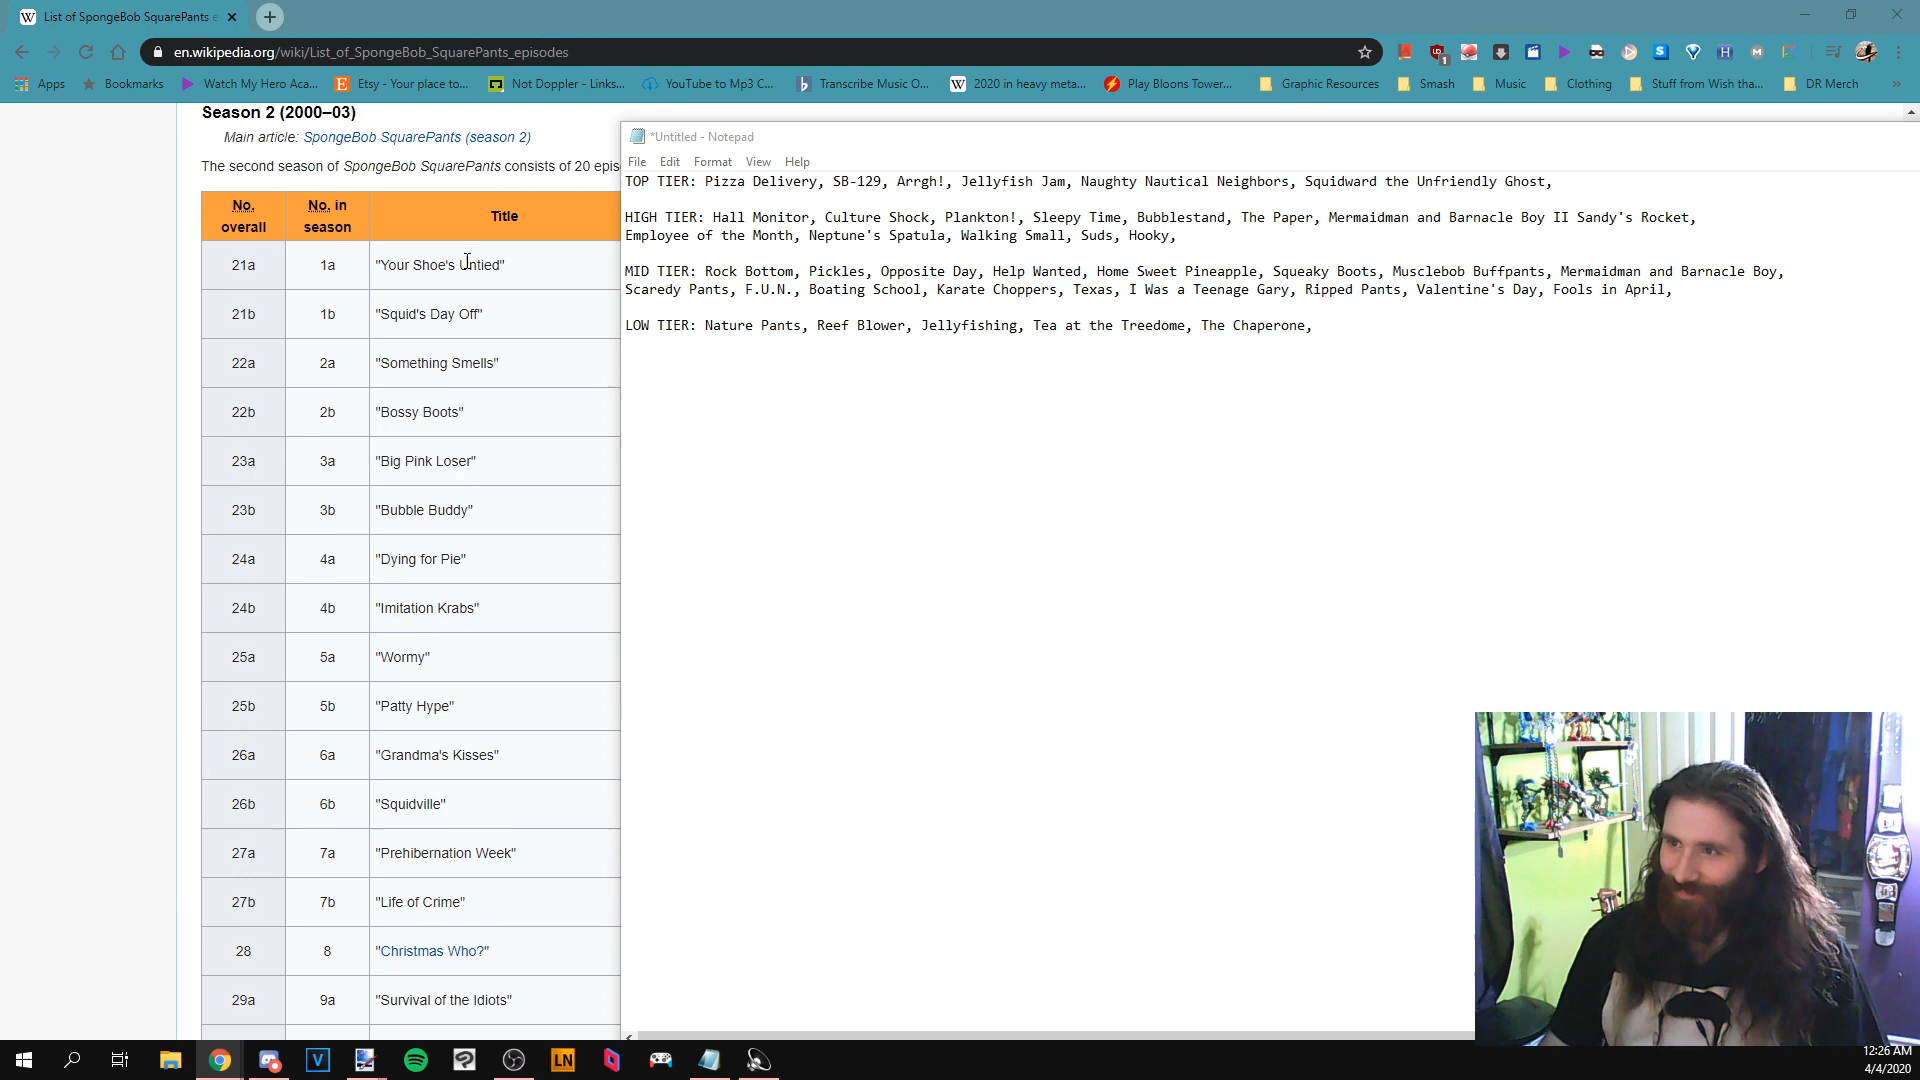 List of SpongeBob SquarePants e
en.wikipedia.org/wiki/List_of_SpongeBob_SquarePants_episodes
Apps
Bookmarks
Watch My Hero Aca...
Etsy - Your place to...
Not Doppler - Links...
YouTube to Mp3 C...
Transcribe Music O...
2020 in heavy meta...
Play Bloons Tower...
Graphic Resources
Smash
Music
Clothing
Stuff from Wish tha...
DR Merch
Season 2 (2000–03)
Main article: SpongeBob SquarePants (season 2)
The second season of SpongeBob SquarePants consists of 20 epis
No. overall
No. in season
Title
21a 1a "Your Shoe's Untied"
21b 1b "Squid's Day Off"
22a 2a "Something Smells"
22b 2b "Bossy Boots"
23a 3a "Big Pink Loser"
23b 3b "Bubble Buddy"
24a 4a "Dying for Pie"
24b 4b "Imitation Krabs"
25a 5a "Wormy"
25b 5b "Patty Hype"
26a 6a "Grandma's Kisses"
26b 6b "Squidville"
27a 7a "Prehibernation Week"
27b 7b "Life of Crime"
28 8 "Christmas Who?"
29a 9a "Survival of the Idiots"
*Untitled - Notepad
File Edit Format View Help
TOP TIER: Pizza Delivery, SB-129, Arrgh!, Jellyfish Jam, Naughty Nautical Neighbors, Squidward the Unfriendly Ghost,
HIGH TIER: Hall Monitor, Culture Shock, Plankton!, Sleepy Time, Bubblestand, The Paper, Mermaidman and Barnacle Boy II Sandy's Rocket,
Employee of the Month, Neptune's Spatula, Walking Small, Suds, Hooky,
MID TIER: Rock Bottom, Pickles, Opposite Day, Help Wanted, Home Sweet Pineapple, Squeaky Boots, Musclebob Buffpants, Mermaidman and Barnacle Boy,
Scaredy Pants, F.U.N., Boating School, Karate Choppers, Texas, I Was a Teenage Gary, Ripped Pants, Valentine's Day, Fools in April,
LOW TIER: Nature Pants, Reef Blower, Jellyfishing, Tea at the Treedome, The Chaperone,
LN
12:26 AM
4/4/2020